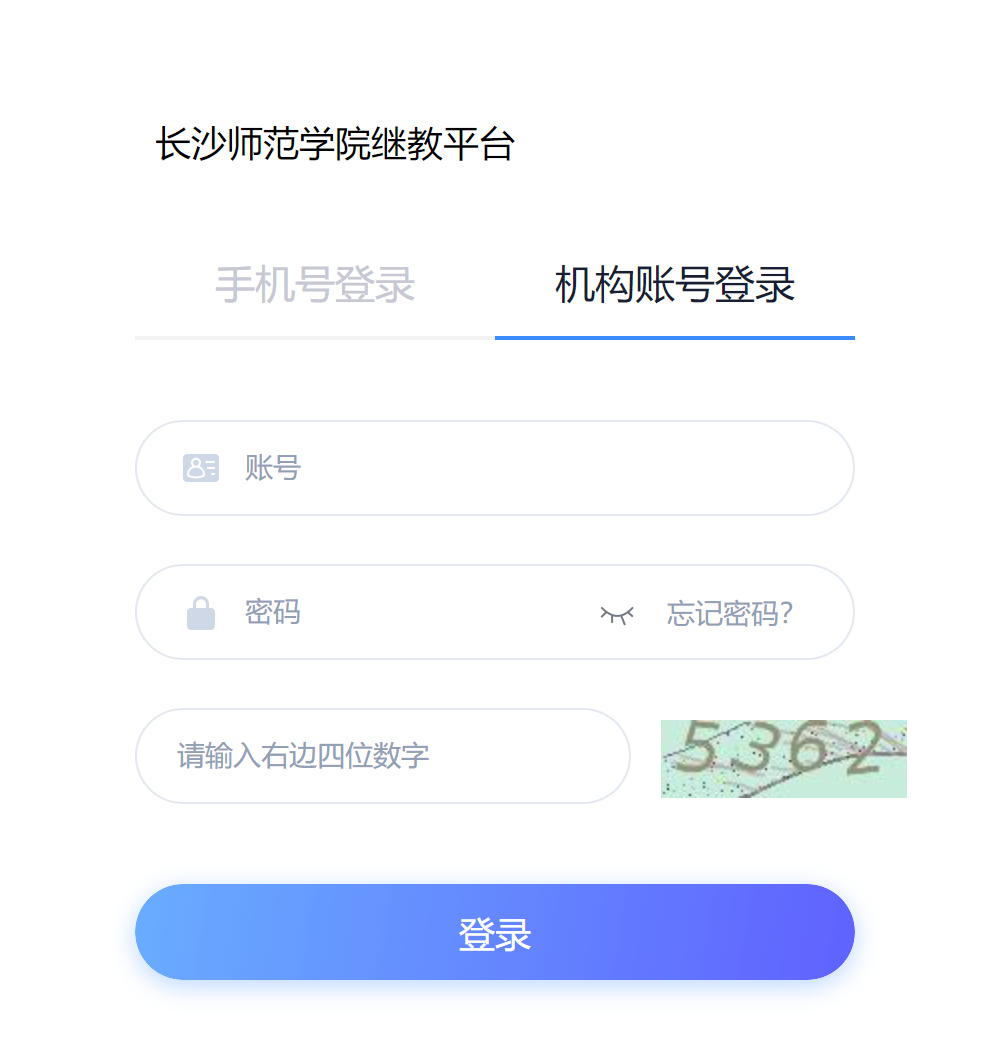 长沙师范学院继教平台
手机号登录 机构账号登录
账号
密码 忘记密码?
请输入右边四位数字 5362
登录